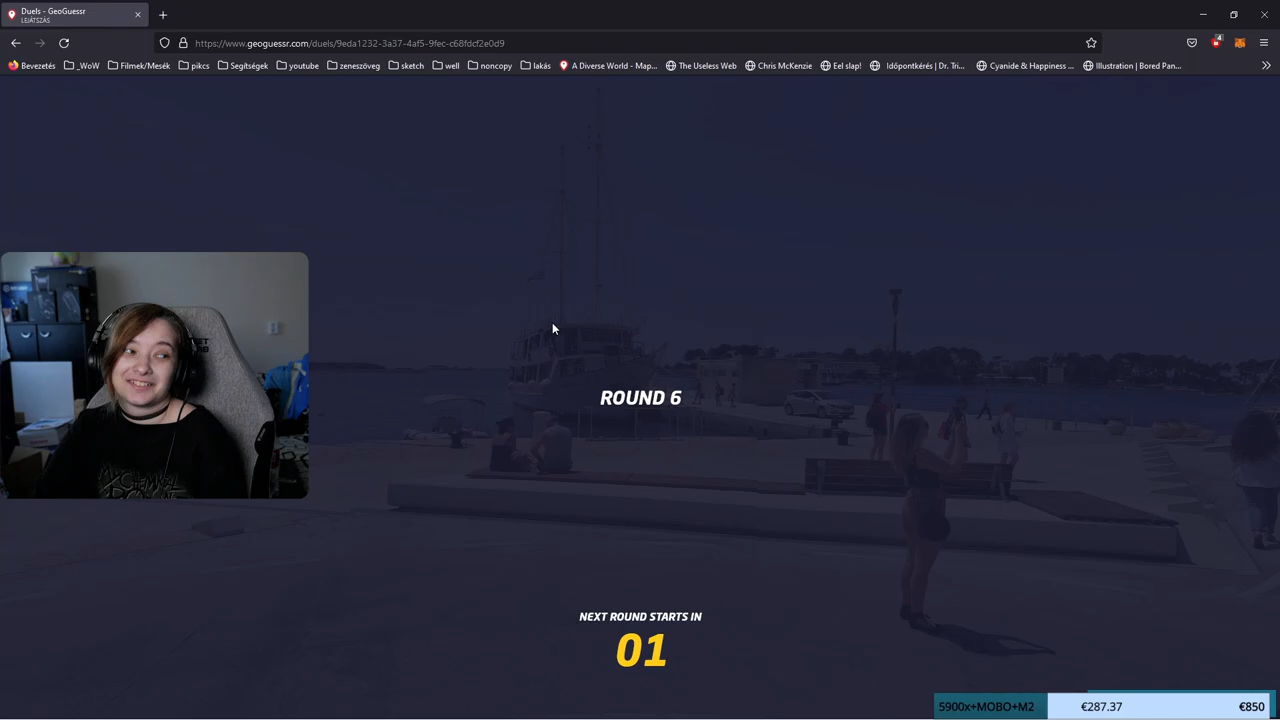 Duels - GeoGuessr
LEJÁTSZÁS
https://www.geoguessr.com/duels/9eda1232-3a37-4af5-9fec-c68fdcf2e0d9
4
Bevezetés _WoW Filmek/Mesék pikcs Segítségek youtube zeneszöveg sketch well noncopy lakás A Diverse World - Map... The Useless Web Chris McKenzie Eel slap! Időpontkérés | Dr. Tri... Cyanide & Happiness ... Illustration | Bored Pan...
ROUND 6
NEXT ROUND STARTS IN
01
5900x+MOBO+M2 €287.37 €850